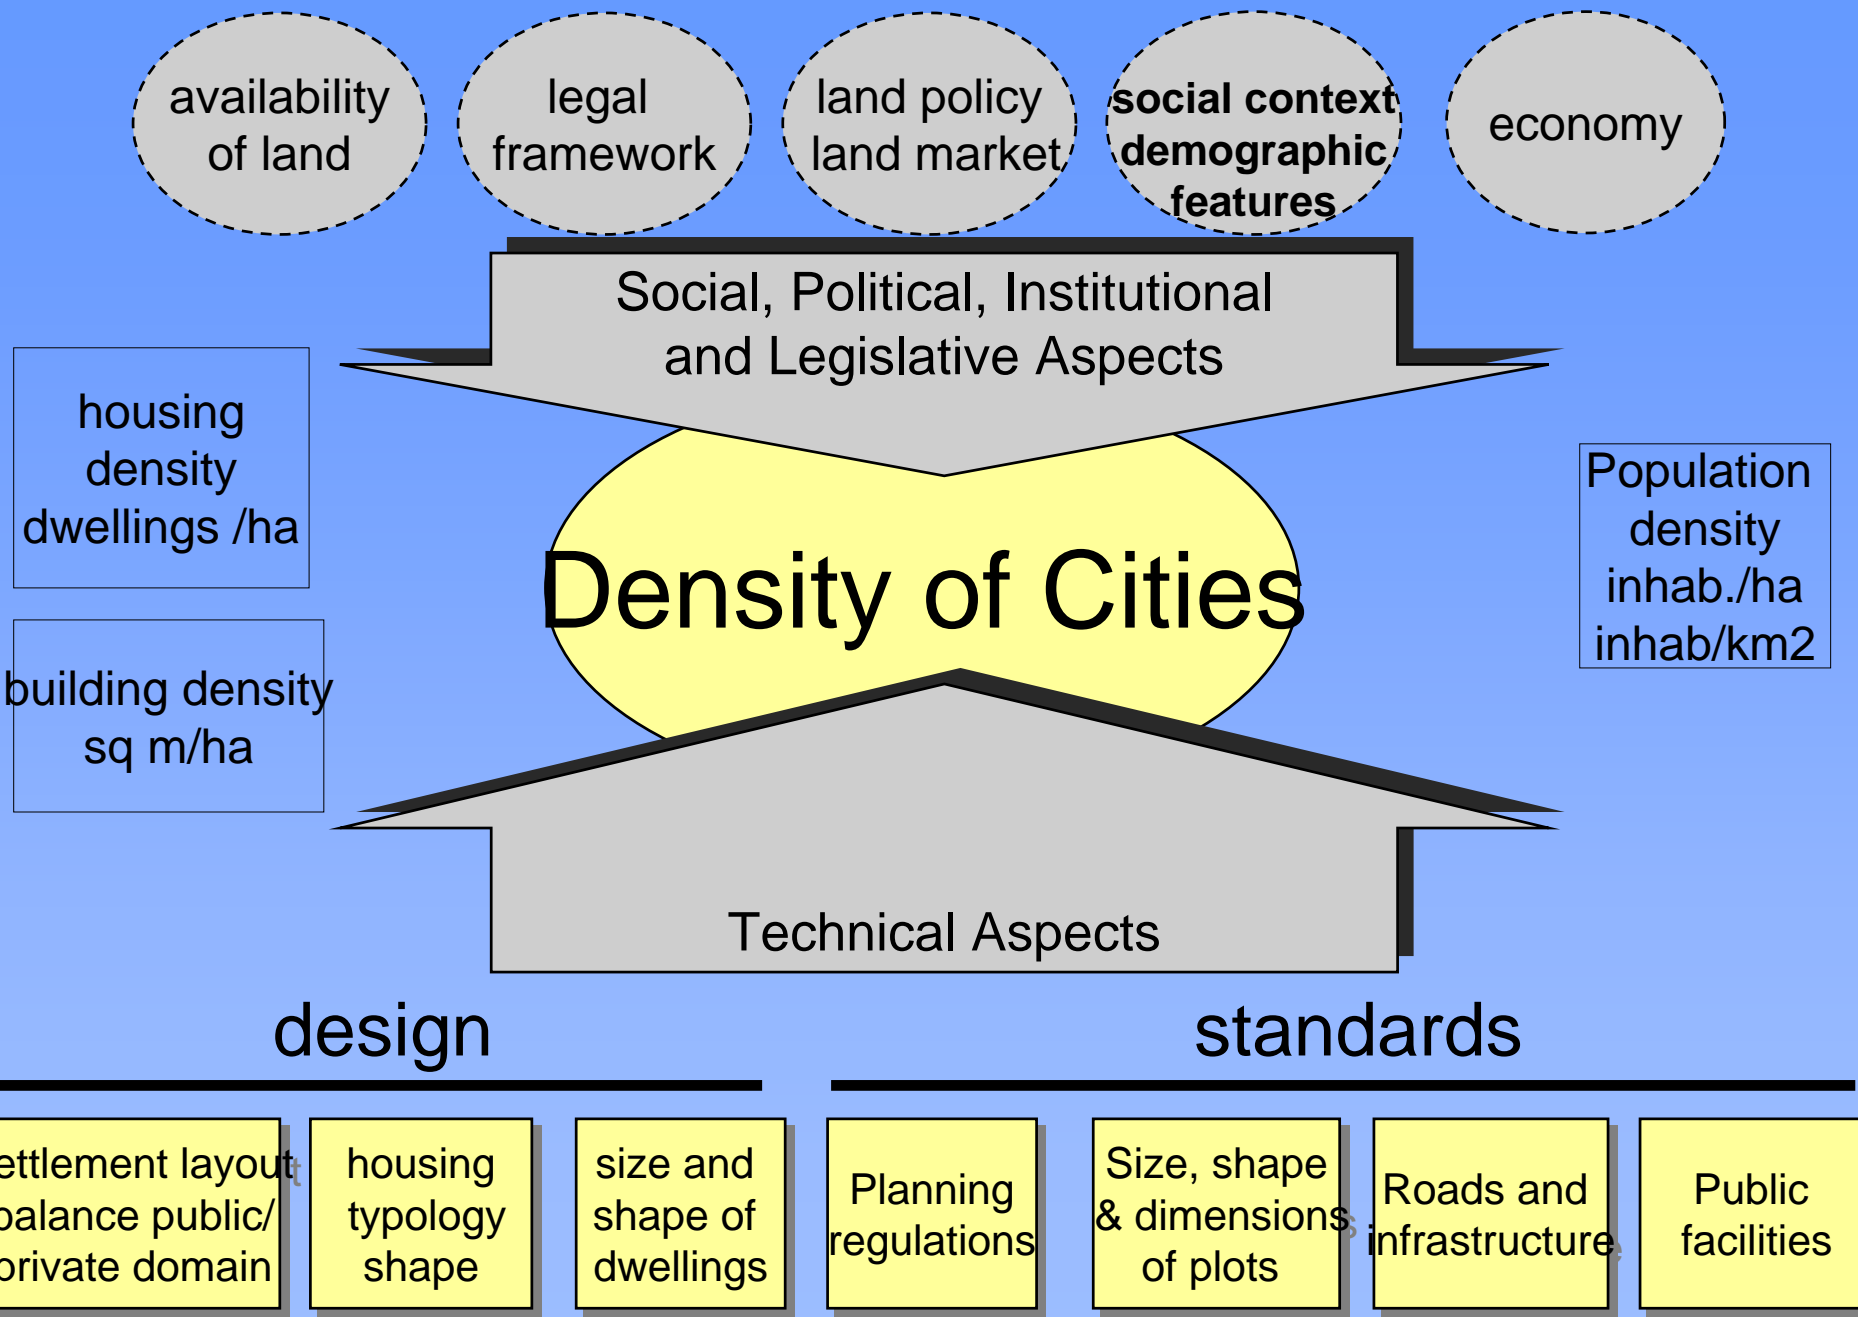 availability
of land
legal
framework
land policy
land market
social context
demographic
features
economy
Social, Political, Institutional
and Legislative Aspects
housing
density
dwellings /ha
building density
sq m/ha
Density of Cities
Population
density
inhab./ha
inhab/km2
Technical Aspects
design
standards
ettlement layout
balance public/
private domain
housing
typology
shape
size and
shape of
dwellings
Planning
regulations
Size, shape
& dimensions
of plots
Roads and
infrastructure
Public
facilities